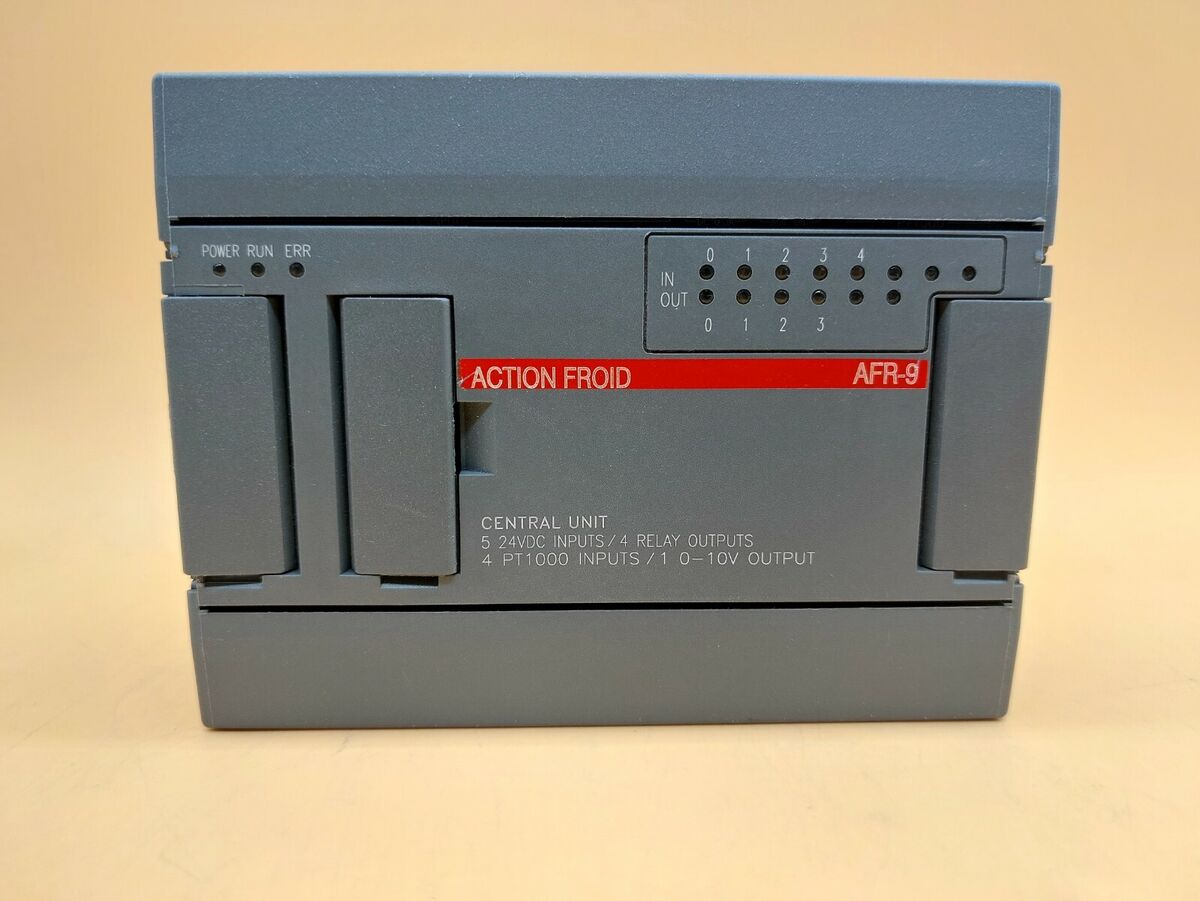 POWER RUN ERR
0 1 2 3 4
IN
OUT
0 1 2 3
ACTION FROID AFR-9
CENTRAL UNIT
5 24VDC INPUTS/4 RELAY OUTPUTS
4 PT1000 INPUTS/1 0-10V OUTPUT